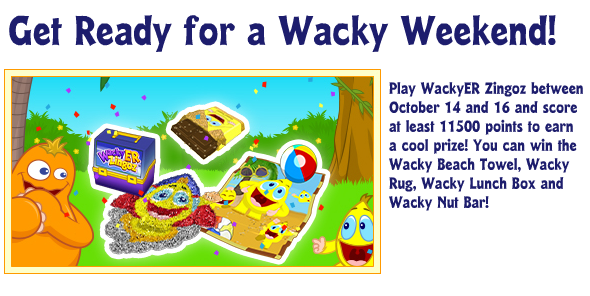 Get Ready for a Wacky Weekend!
Play WackyER Zingoz between
October 14 and 16 and score
at least 11500 points to earn
a cool prize! You can win the
Wacky Beach Towel, Wacky
Rug, Wacky Lunch Box and
Wacky Nut Bar!
WackyER
Zingoz